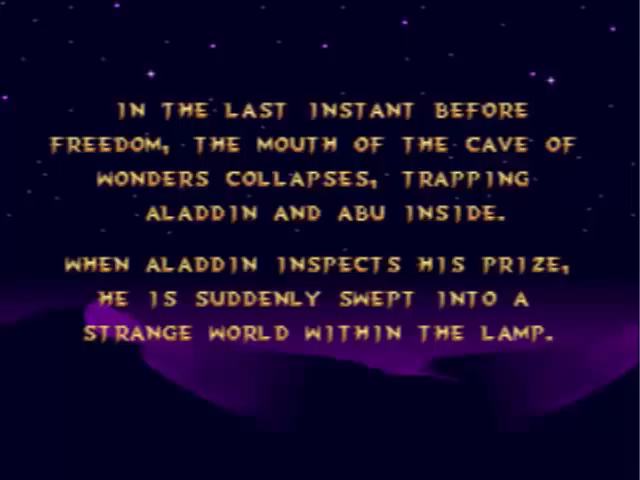 IN THE LAST INSTANT BEFORE
FREEDOM, THE MOUTH OF THE CAVE OF
WONDERS COLLAPSES, TRAPPING
ALADDIN AND ABU INSIDE.
WHEN ALADDIN INSPECTS HIS PRIZE,
HE IS SUDDENLY SWEPT INTO A
STRANGE WORLD WITHIN THE LAMP.